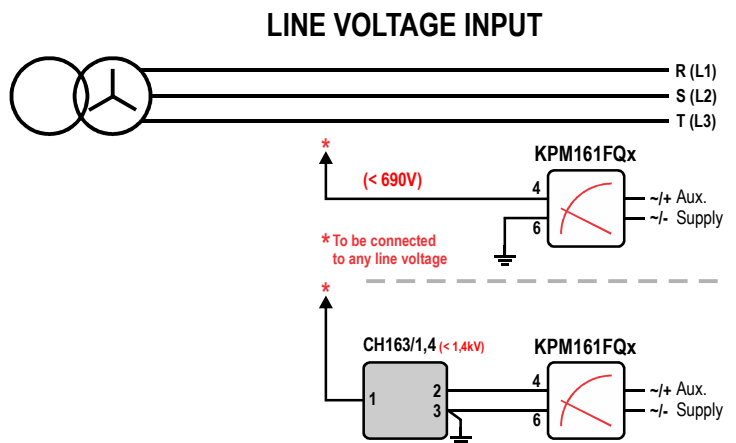 LINE VOLTAGE INPUT
R (L1)
S (L2)
T (L3)
*
(< 690V)
KPM161FQx
4
6
~/+ Aux.
~/- Supply
* To be connected
to any line voltage
*
CH163/1,4 (< 1,4kV)
1
2
3
KPM161FQx
4
6
~/+ Aux.
~/- Supply